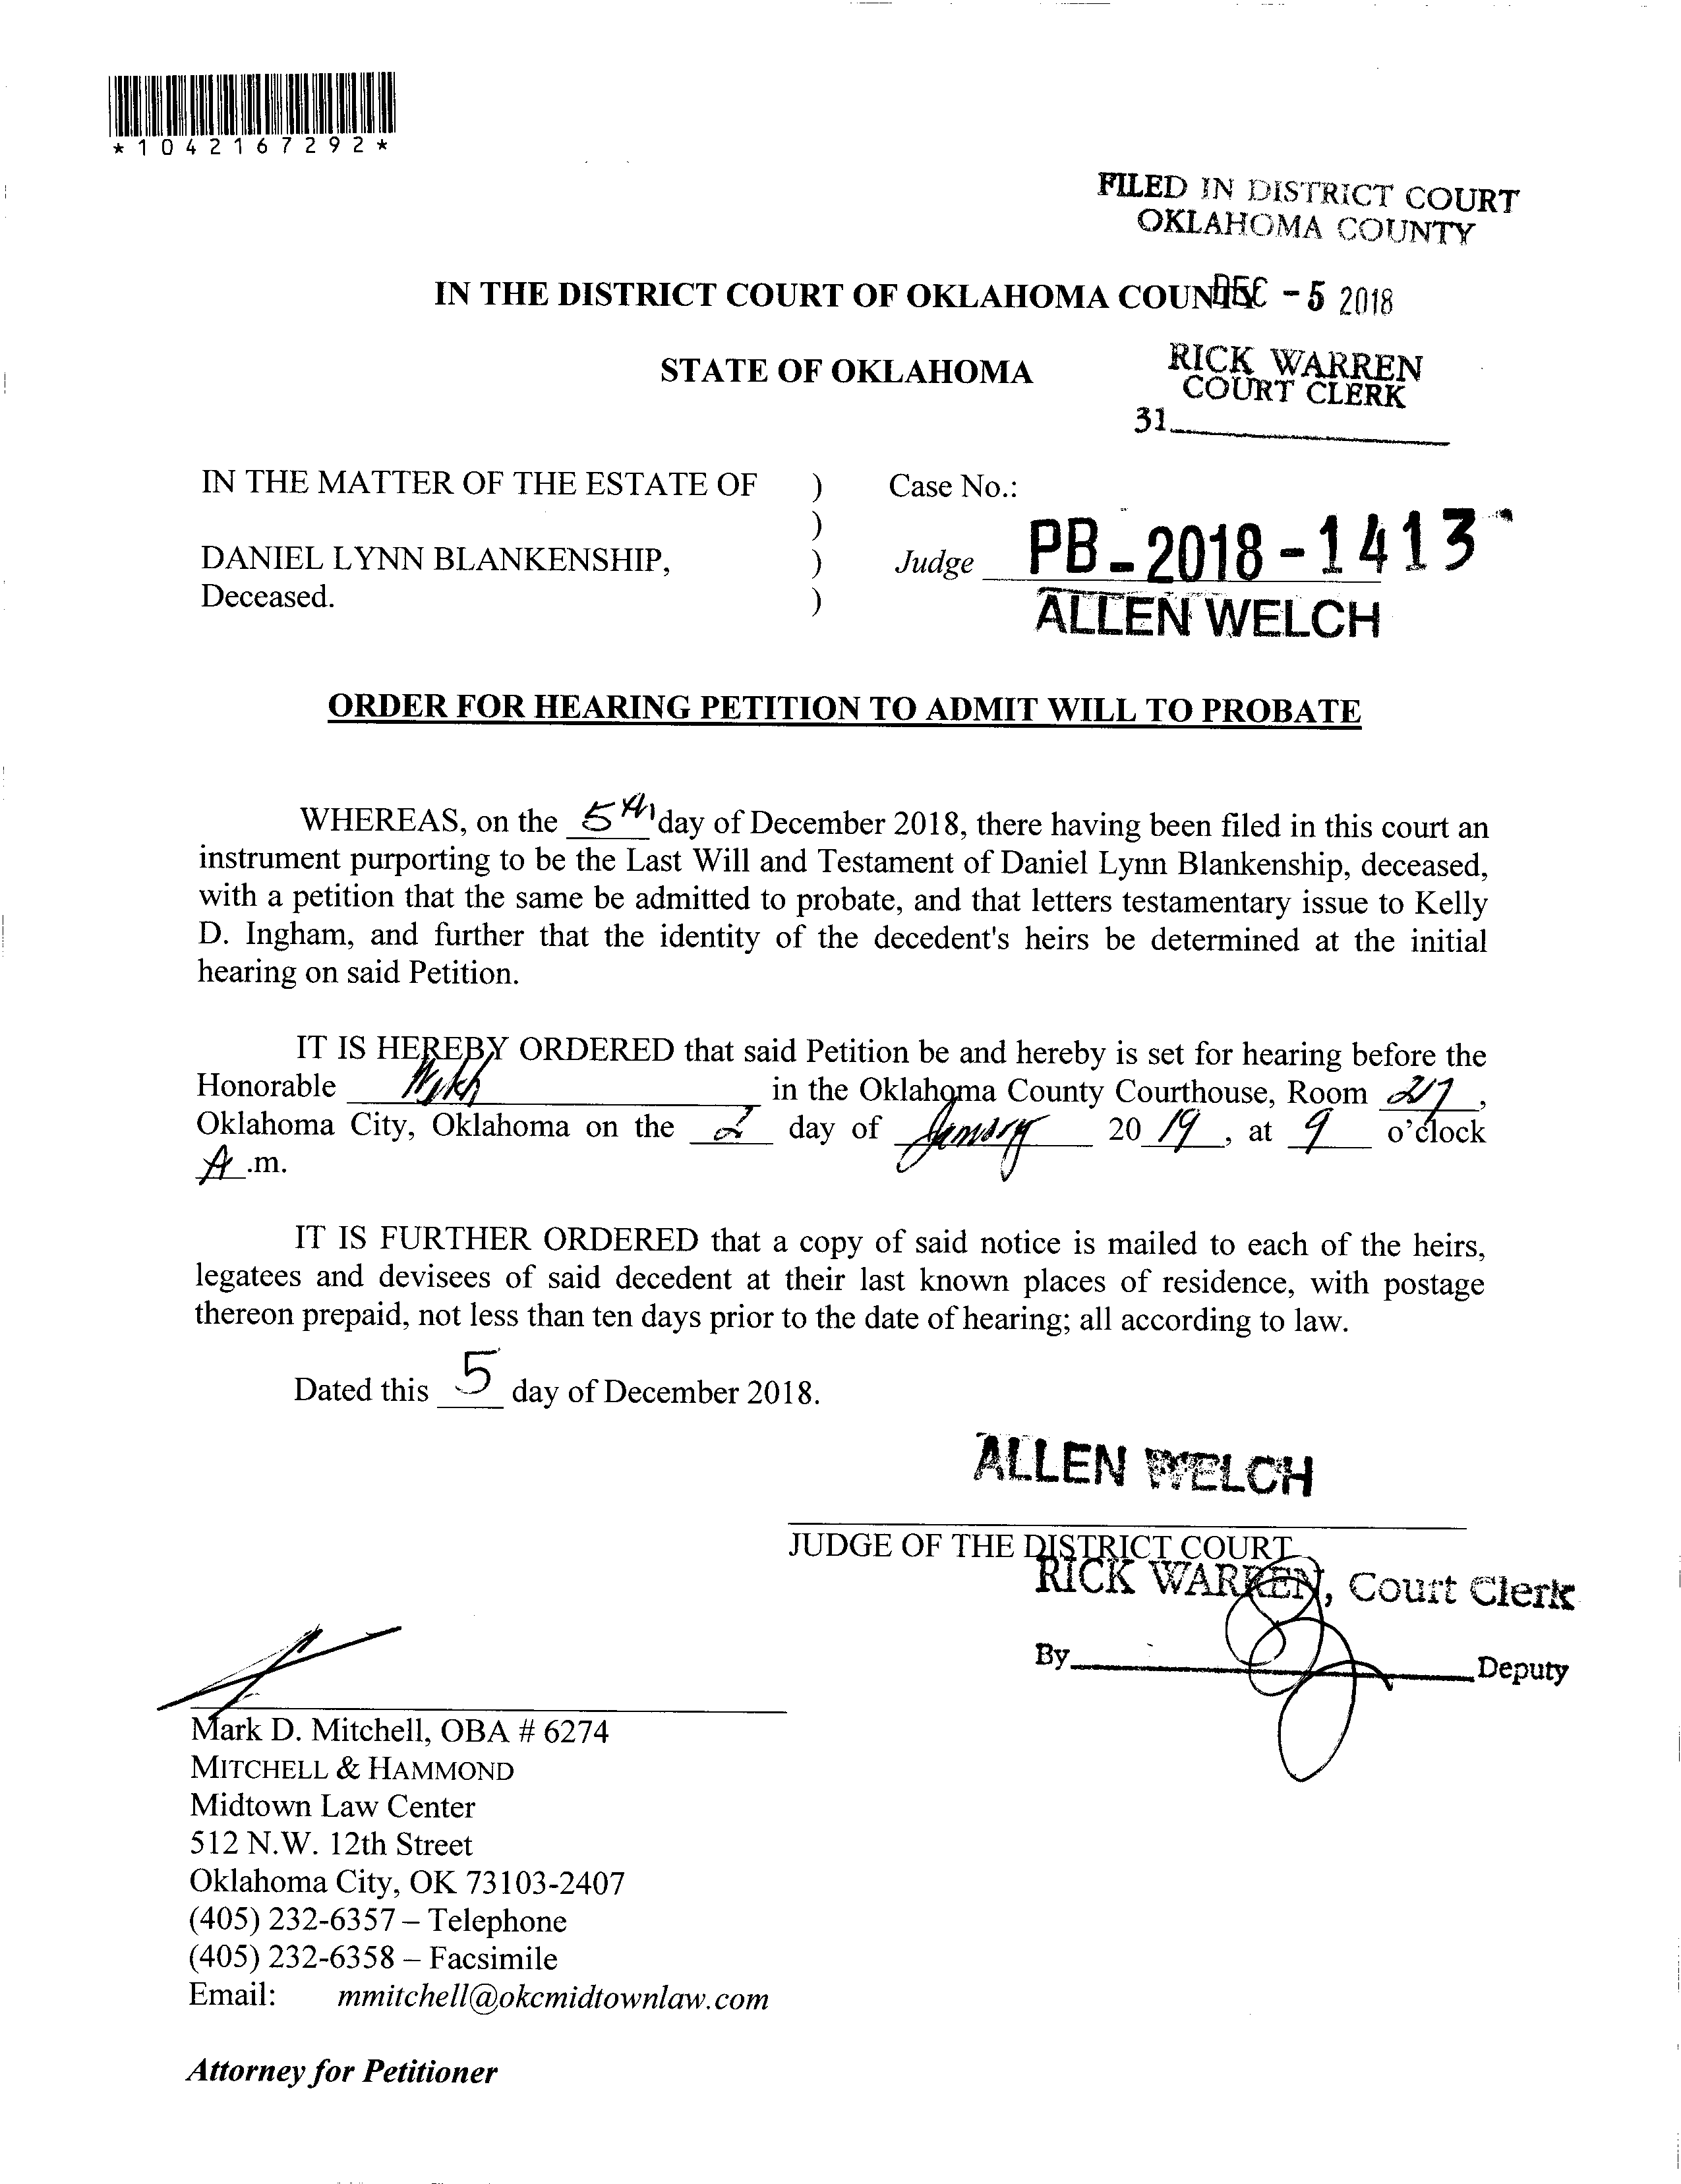 *1042167292*
FILED IN DISTRICT COURT
OKLAHOMA COUNTY
IN THE DISTRICT COURT OF OKLAHOMA COUNTY
DEC -5 2018
STATE OF OKLAHOMA
RICK WARREN
COURT CLERK
31
IN THE MATTER OF THE ESTATE OF ) Case No.:
)
DANIEL LYNN BLANKENSHIP, ) Judge PB-2018-1413
Deceased. ) ALLEN WELCH
ORDER FOR HEARING PETITION TO ADMIT WILL TO PROBATE
WHEREAS, on the 5th day of December 2018, there having been filed in this court an
instrument purporting to be the Last Will and Testament of Daniel Lynn Blankenship, deceased,
with a petition that the same be admitted to probate, and that letters testamentary issue to Kelly
D. Ingham, and further that the identity of the decedent's heirs be determined at the initial
hearing on said Petition.
IT IS HEREBY ORDERED that said Petition be and hereby is set for hearing before the
Honorable Welch in the Oklahoma County Courthouse, Room 217,
Oklahoma City, Oklahoma on the 2 day of January 2019, at 9 o'clock
A.m.
IT IS FURTHER ORDERED that a copy of said notice is mailed to each of the heirs,
legatees and devisees of said decedent at their last known places of residence, with postage
thereon prepaid, not less than ten days prior to the date of hearing; all according to law.
Dated this 5 day of December 2018.
ALLEN WELCH
JUDGE OF THE DISTRICT COURT
RICK WARREN, Court Clerk
By Deputy
Mark D. Mitchell, OBA # 6274
MITCHELL & HAMMOND
Midtown Law Center
512 N.W. 12th Street
Oklahoma City, OK 73103-2407
(405) 232-6357 – Telephone
(405) 232-6358 – Facsimile
Email: mmitchell@okcmidtownlaw.com
Attorney for Petitioner